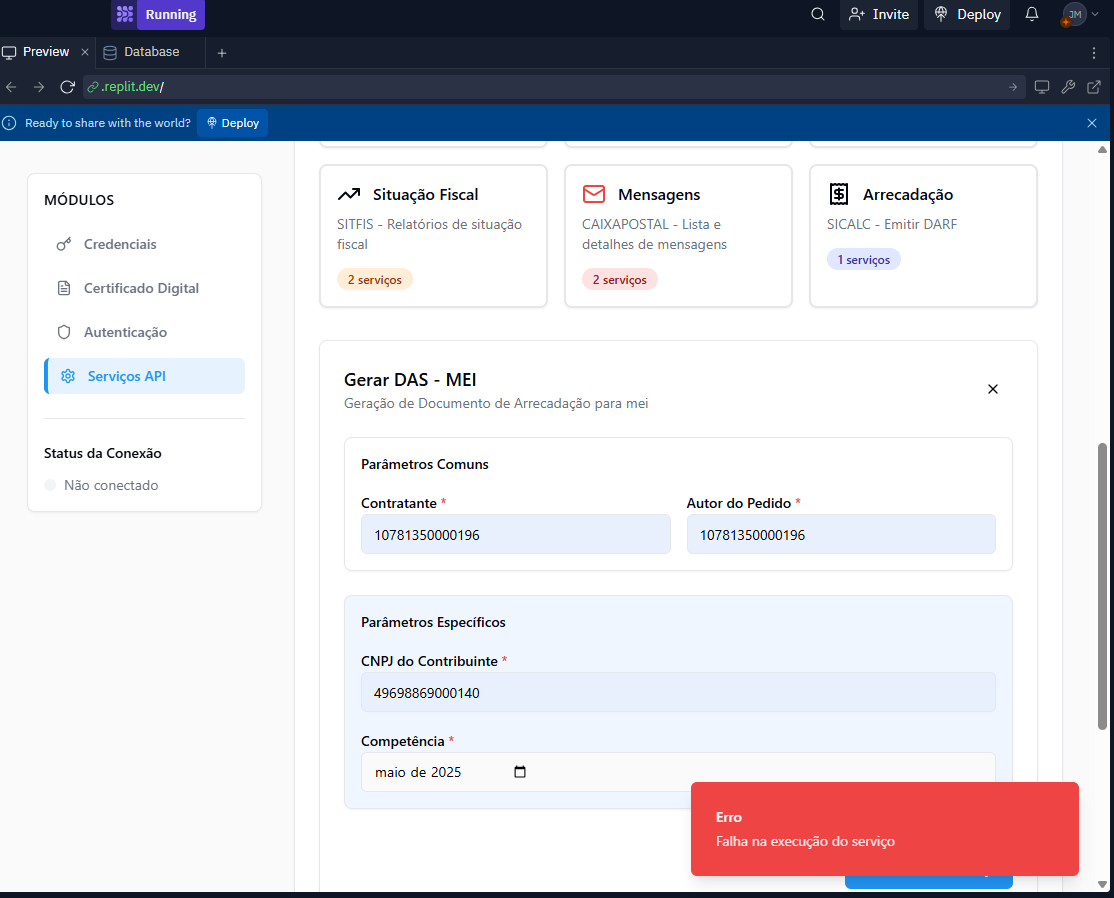 Running
Invite
Deploy
JM
Preview
Database
.replit.dev/
Ready to share with the world?
Deploy
MÓDULOS
Credenciais
Certificado Digital
Autenticação
Serviços API
Status da Conexão
Não conectado
Situação Fiscal
SITFIS - Relatórios de situação
fiscal
2 serviços
Mensagens
CAIXAPOSTAL - Lista e
detalhes de mensagens
2 serviços
Arrecadação
SICALC - Emitir DARF
1 serviços
Gerar DAS - MEI
Geração de Documento de Arrecadação para mei
Parâmetros Comuns
Contratante *
10781350000196
Autor do Pedido *
10781350000196
Parâmetros Específicos
CNPJ do Contribuinte *
49698869000140
Competência *
maio de 2025
Erro
Falha na execução do serviço